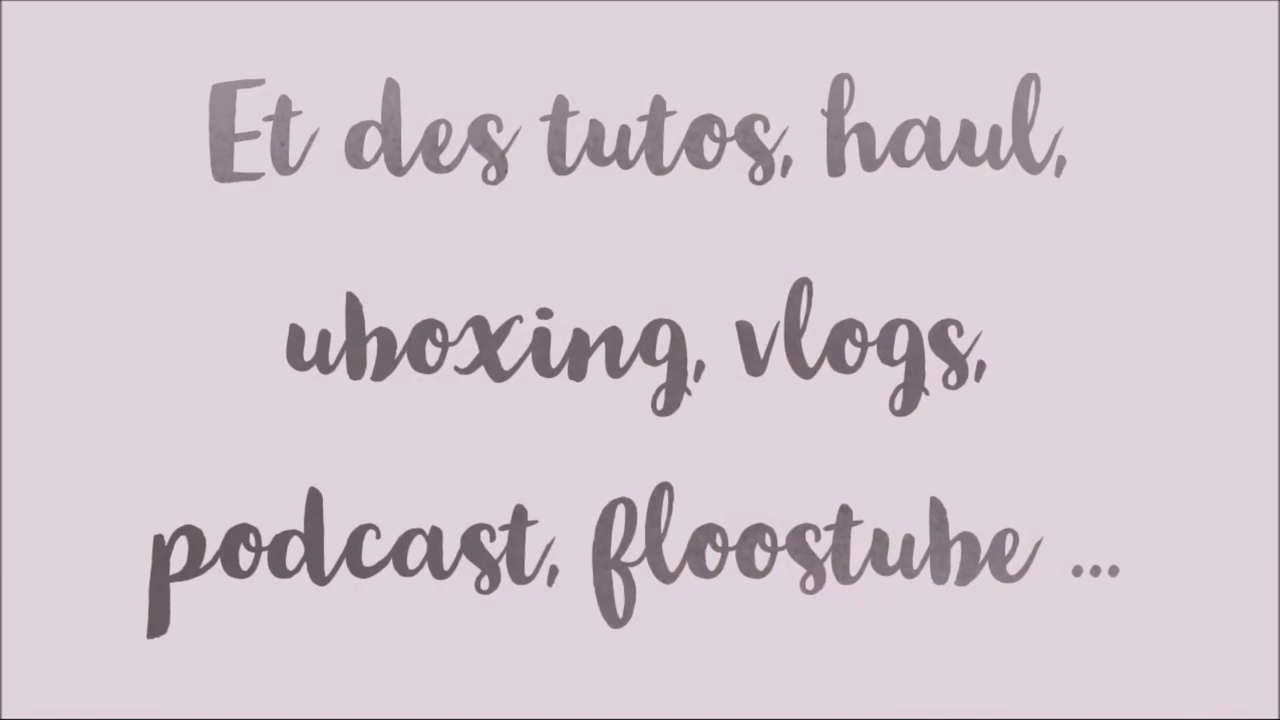 Et des tutos, haul,
uboxing, vlogs,
podcast, floostube ...